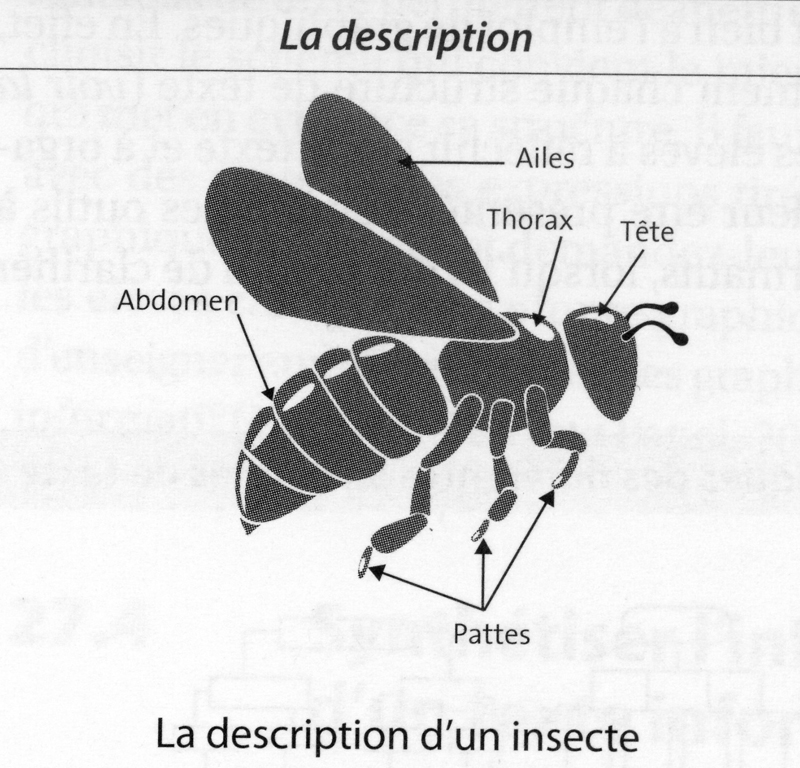 La description
Ailes
Thorax
Tête
Abdomen
Pattes
La description d'un insecte